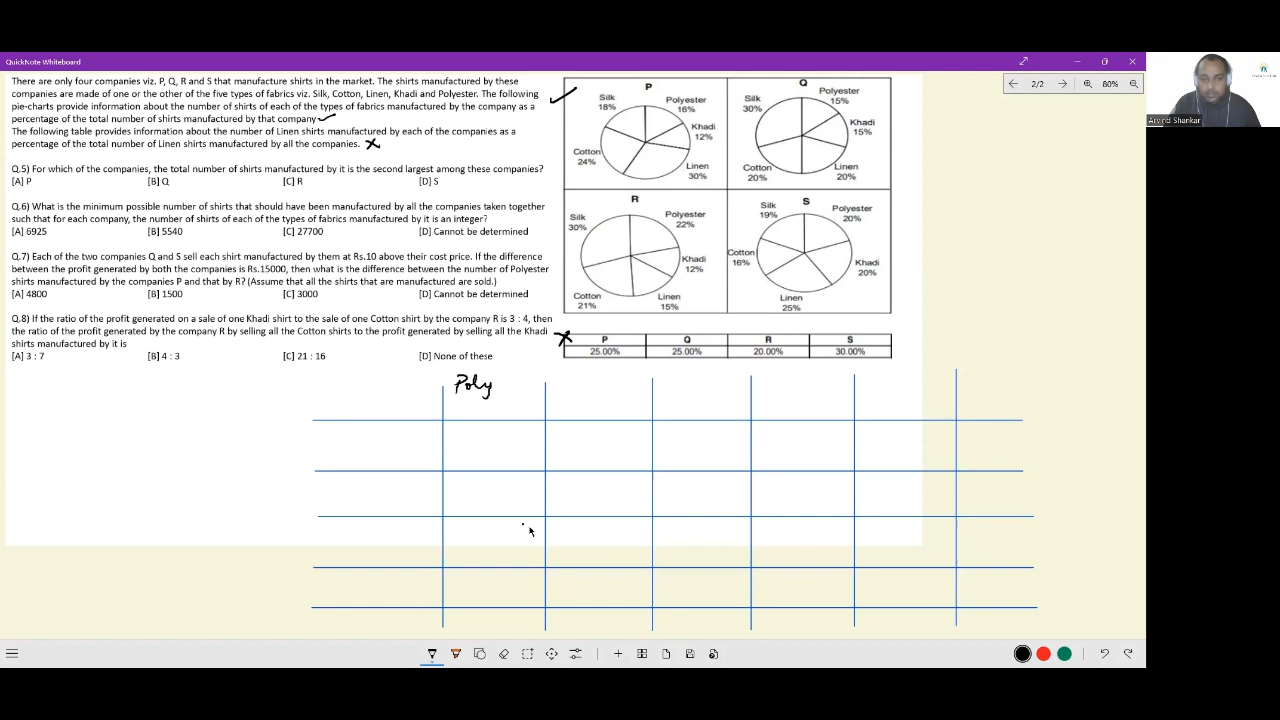 QuickNote Whiteboard
There are only four companies viz. P, Q, R and S that manufacture shirts in the market. The shirts manufactured by these
companies are made of one or the other of the five types of fabrics viz. Silk, Cotton, Linen, Khadi and Polyester. The following
pie-charts provide information about the number of shirts of each of the types of fabrics manufactured by the company as a
percentage of the total number of shirts manufactured by that company
The following table provides information about the number of Linen shirts manufactured by each of the companies as a
percentage of the total number of Linen shirts manufactured by all the companies.
Q.5) For which of the companies, the total number of shirts manufactured by it is the second largest among these companies?
[A] P [B] Q [C] R [D] S
Q.6) What is the minimum possible number of shirts that should have been manufactured by all the companies taken together
such that for each company, the number of shirts of each of the types of fabrics manufactured by it is an integer?
[A] 6925 [B] 5540 [C] 27700 [D] Cannot be determined
Q.7) Each of the two companies Q and S sell each shirt manufactured by them at Rs.10 above their cost price. If the difference
between the profit generated by both the companies is Rs.15000, then what is the difference between the number of Polyester
shirts manufactured by the companies P and that by R? (Assume that all the shirts that are manufactured are sold.)
[A] 4800 [B] 1500 [C] 3000 [D] Cannot be determined
Q.8) If the ratio of the profit generated on a sale of one Khadi shirt to the sale of one Cotton shirt by the company R is 3 : 4, then
the ratio of the profit generated by the company R by selling all the Cotton shirts to the profit generated by selling all the Khadi
shirts manufactured by it is
[A] 3 : 7 [B] 4 : 3 [C] 21 : 16 [D] None of these
P
Silk
18%
Polyester
16%
Khadi
12%
Cotton
24%
Linen
30%
Q
Silk
30%
Polyester
15%
Khadi
15%
Cotton
20%
Linen
20%
R
Silk
30%
Polyester
22%
Khadi
12%
Cotton
21%
Linen
15%
S
Silk
19%
Polyester
20%
Cotton
16%
Khadi
20%
Linen
25%
P Q R S
25.00% 25.00% 20.00% 30.00%
Poly
2/2
80%
Arvind Shankar